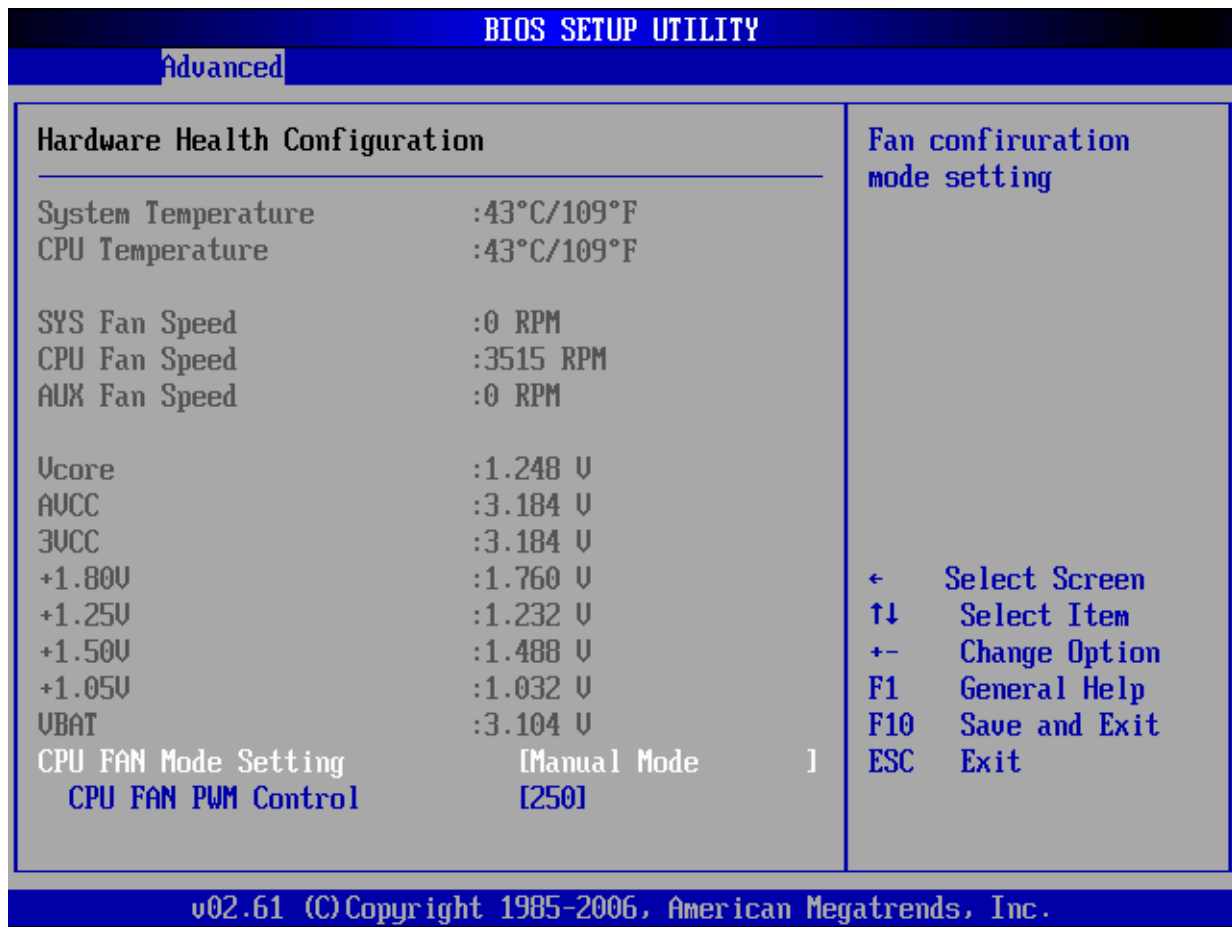 BIOS SETUP UTILITY
Advanced
Hardware Health Configuration
System Temperature :43°C/109°F
CPU Temperature :43°C/109°F
SYS Fan Speed :0 RPM
CPU Fan Speed :3515 RPM
AUX Fan Speed :0 RPM
Vcore :1.248 V
AVCC :3.184 V
3VCC :3.184 V
+1.80V :1.760 V
+1.25V :1.232 V
+1.50V :1.488 V
+1.05V :1.032 V
VBAT :3.104 V
CPU FAN Mode Setting [Manual Mode ]
CPU FAN PWM Control [250]
Fan confiruration
mode setting
← Select Screen
↑↓ Select Item
+- Change Option
F1 General Help
F10 Save and Exit
ESC Exit
v02.61 (C)Copyright 1985-2006, American Megatrends, Inc.